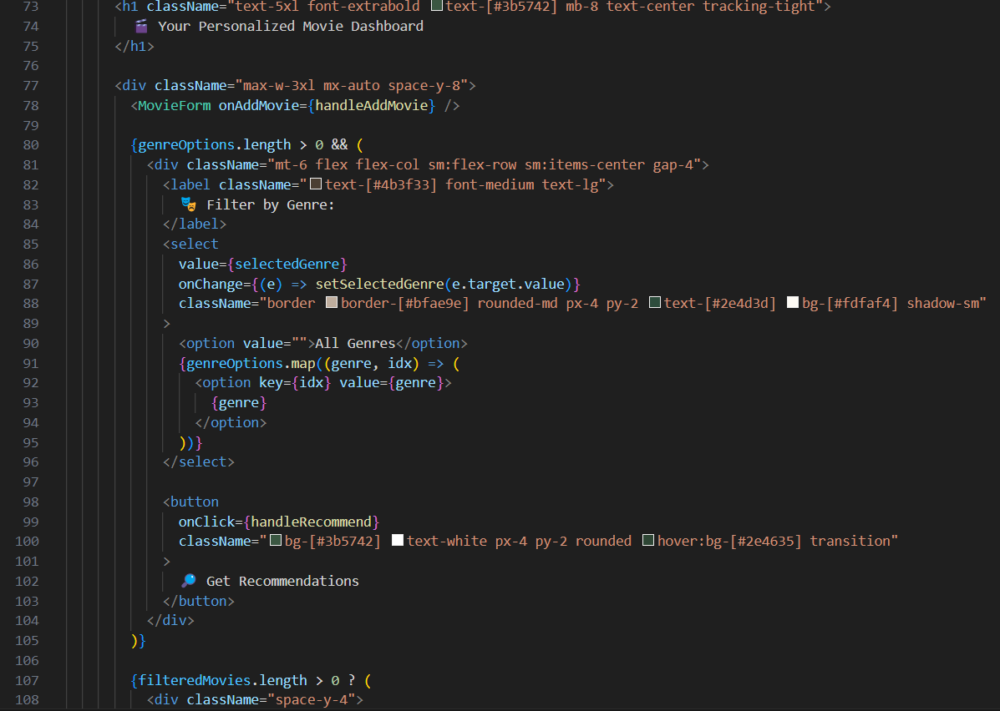 73 <h1 className="text-5xl font-extrabold text-[#3b5742] mb-8 text-center tracking-tight">
74 🎬 Your Personalized Movie Dashboard
75 </h1>
76
77 <div className="max-w-3xl mx-auto space-y-8">
78 <MovieForm onAddMovie={handleAddMovie} />
79
80 {genreOptions.length > 0 && (
81 <div className="mt-6 flex flex-col sm:flex-row sm:items-center gap-4">
82 <label className="text-[#4b3f33] font-medium text-lg">
83 🎭 Filter by Genre:
84 </label>
85 <select
86 value={selectedGenre}
87 onChange={(e) => setSelectedGenre(e.target.value)}
88 className="border border-[#bfae9e] rounded-md px-4 py-2 text-[#2e4d3d] bg-[#fdfaf4] shadow-sm"
89 >
90 <option value="">All Genres</option>
91 {genreOptions.map((genre, idx) => (
92 <option key={idx} value={genre}>
93 {genre}
94 </option>
95 ))}
96 </select>
97
98 <button
99 onClick={handleRecommend}
100 className="bg-[#3b5742] text-white px-4 py-2 rounded hover:bg-[#2e4635] transition"
101 >
102 🔎 Get Recommendations
103 </button>
104 </div>
105 )}
106
107 {filteredMovies.length > 0 ? (
108 <div className="space-y-4">